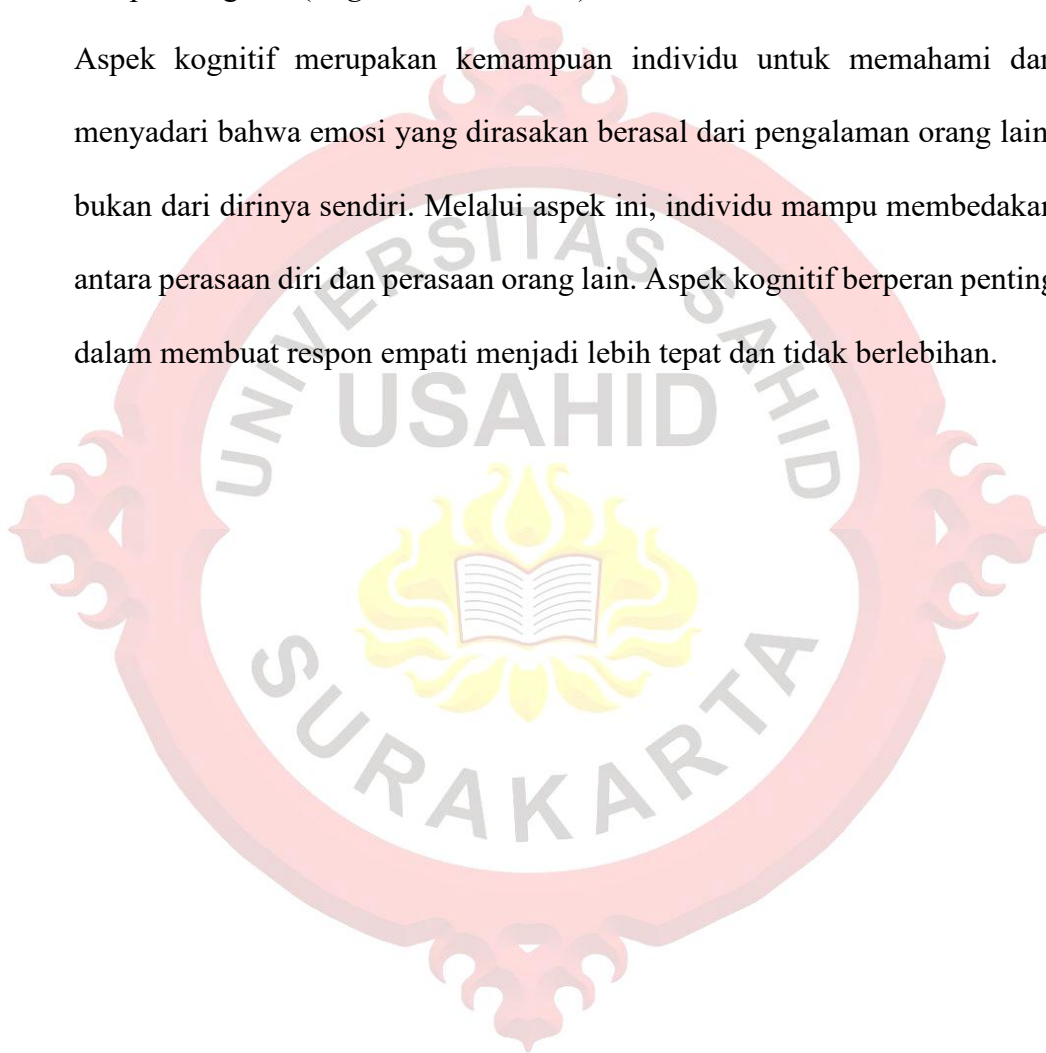 Aspek kognitif merupakan kemampuan individu untuk memahami dan
menyadari bahwa emosi yang dirasakan berasal dari pengalaman orang lain
bukan dari dirinya sendiri. Melalui aspek ini, individu mampu membedakan
antara perasaan diri dan perasaan orang lain. Aspek kognitif berperan penting
dalam membuat respon empati menjadi lebih tepat dan tidak berlebihan.
UNIVERSITAS SAHID
USAHID
SURAKARTA